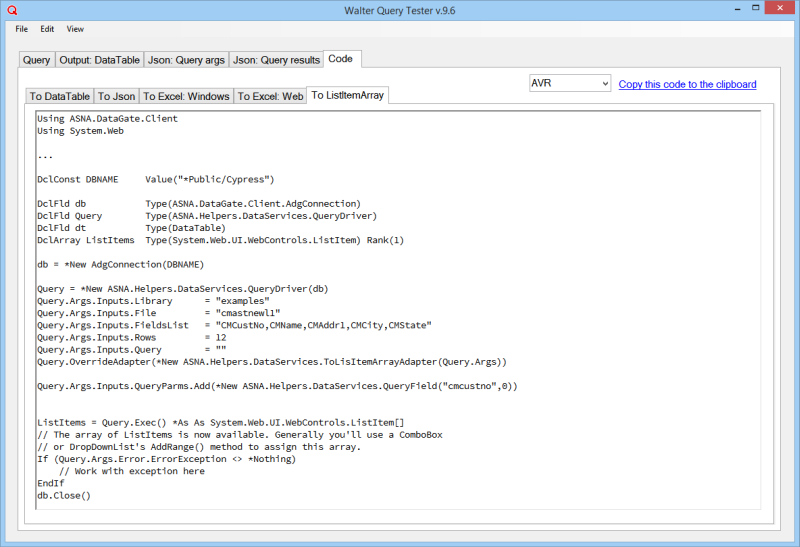 Walter Query Tester v.9.6
File Edit View
Query Output: DataTable Json: Query args Json: Query results Code
AVR Copy this code to the clipboard
To DataTable To Json To Excel: Windows To Excel: Web To ListItemArray
Using ASNA.DataGate.Client
Using System.Web
...
DclConst DBNAME     Value("*Public/Cypress")
DclFld db           Type(ASNA.DataGate.Client.AdgConnection)
DclFld Query        Type(ASNA.Helpers.DataServices.QueryDriver)
DclFld dt           Type(DataTable)
DclArray ListItems  Type(System.Web.UI.WebControls.ListItem) Rank(1)
db = *New AdgConnection(DBNAME)
Query = *New ASNA.Helpers.DataServices.QueryDriver(db)
Query.Args.Inputs.Library      = "examples"
Query.Args.Inputs.File         = "cmastnewl1"
Query.Args.Inputs.FieldsList   = "CMCustNo,CMName,CMAddr1,CMCity,CMState"
Query.Args.Inputs.Rows         = 12
Query.Args.Inputs.Query        = ""
Query.OverrideAdapter(*New ASNA.Helpers.DataServices.ToLisItemArrayAdapter(Query.Args))
Query.Args.Inputs.QueryParms.Add(*New ASNA.Helpers.DataServices.QueryField("cmcustno",0))
ListItems = Query.Exec() *As As System.Web.UI.WebControls.ListItem[]
// The array of ListItems is now available. Generally you'll use a ComboBox
// or DropDownList's AddRange() method to assign this array.
If (Query.Args.Error.ErrorException <> *Nothing)
    // Work with exception here
EndIf
db.Close()